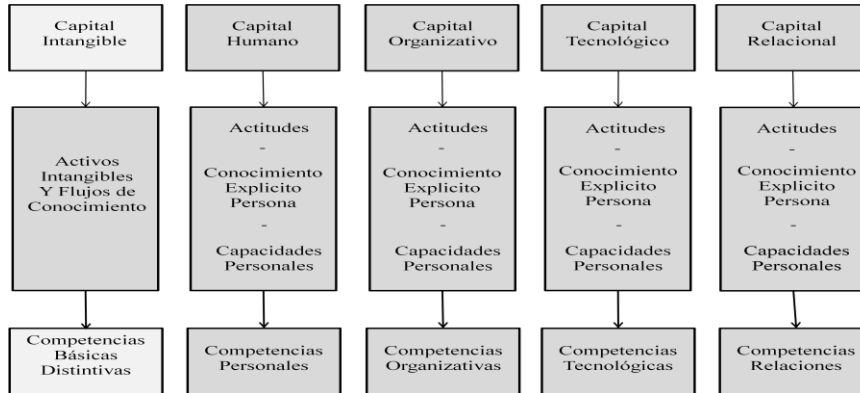 Capital
Intangible
Capital
Humano
Capital
Organizativo
Capital
Tecnológico
Capital
Relacional
Activos
Intangibles
Y Flujos de
Conocimiento
Actitudes
-
Conocimiento
Explicito
Persona
-
Capacidades
Personales
Actitudes
-
Conocimiento
Explicito
Persona
-
Capacidades
Personales
Actitudes
-
Conocimiento
Explicito
Persona
-
Capacidades
Personales
Actitudes
-
Conocimiento
Explicito
Persona
-
Capacidades
Personales
Competencias
Básicas
Distintivas
Competencias
Personales
Competencias
Organizativas
Competencias
Tecnológicas
Competencias
Relaciones